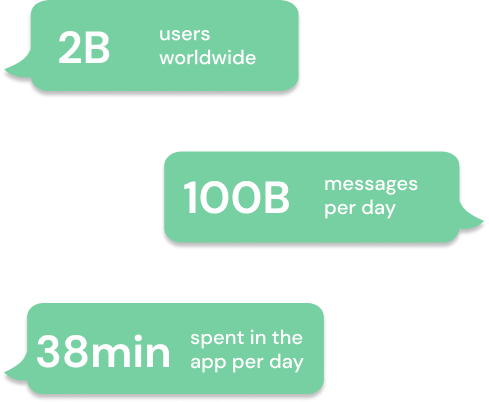 2B
users
worldwide
100B
messages
per day
38min
spent in the
app per day